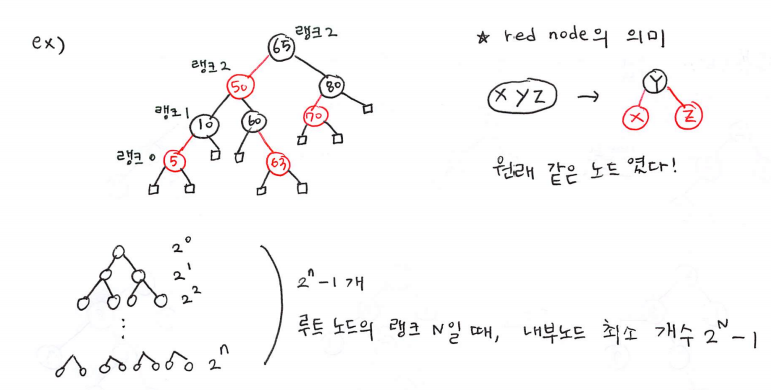 ex)
랭크2
65
랭크2
50
80
랭크1
10
60
70
랭크0
5
63
★ red node의 의미
X Y Z → Y
X Z
원래 같은 노드였다!
2⁰
2¹
2²
⋮
2ⁿ
2ⁿ-1개
루트 노드의 랭크 N일 때, 내부노드 최소 개수 2ᴺ-1